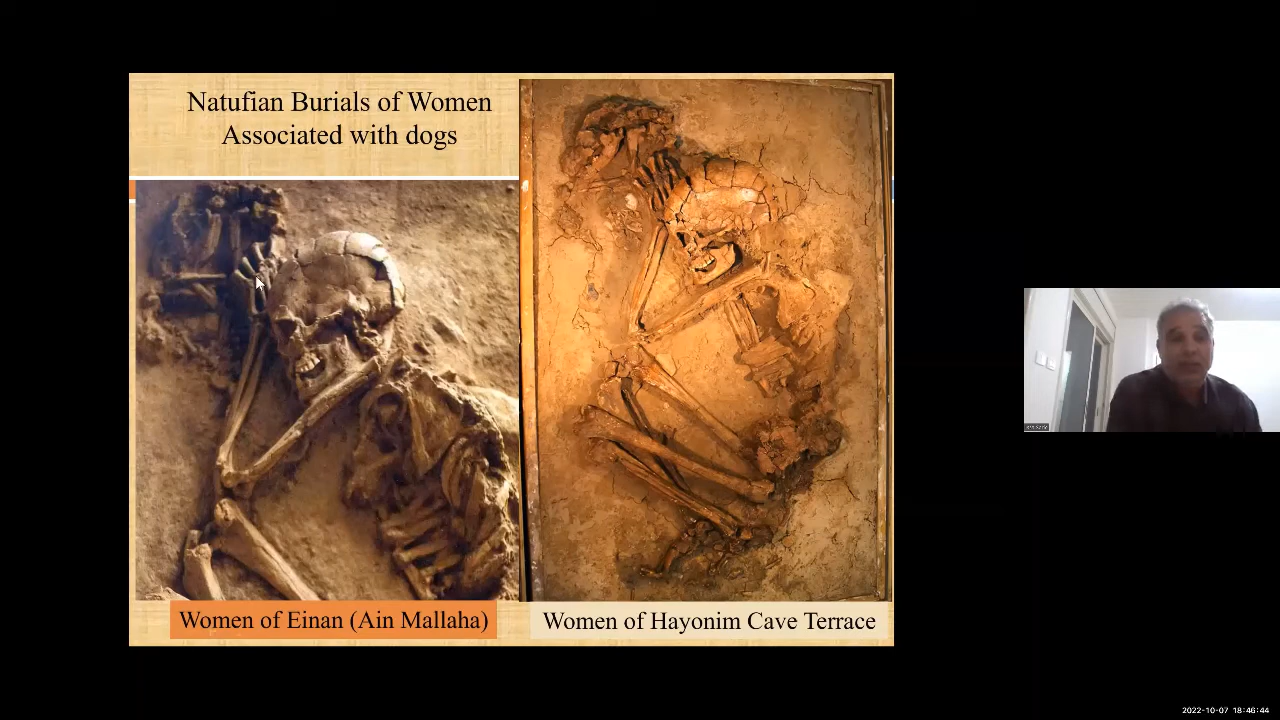 Natufian Burials of Women
Associated with dogs
Women of Einan (Ain Mallaha)
Women of Hayonim Cave Terrace
2022-10-07 18:46:44